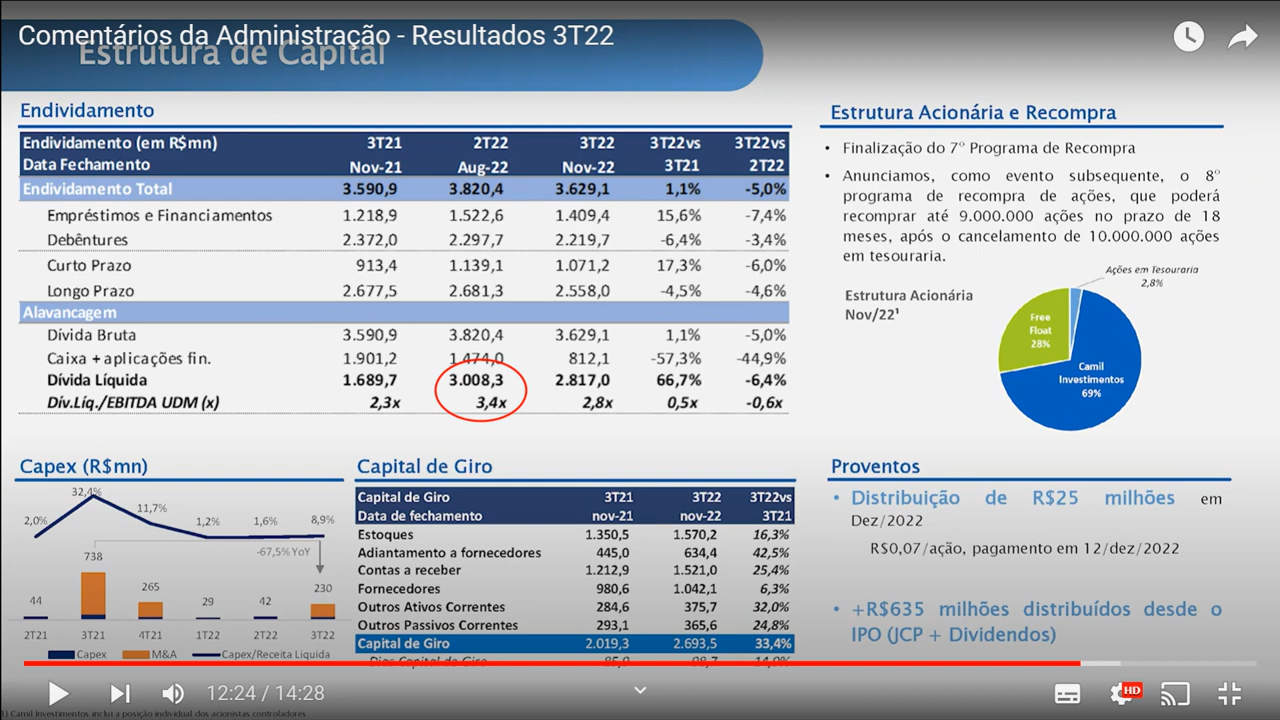 Comentários da Administração - Resultados 3T22
Estrutura de Capital
Endividamento
Endividamento (em R$mn) 3T21 2T22 3T22 3T22vs 3T22vs
Data Fechamento Nov-21 Aug-22 Nov-22 3T21 2T22
Endividamento Total 3.590,9 3.820,4 3.629,1 1,1% -5,0%
Empréstimos e Financiamentos 1.218,9 1.522,6 1.409,4 15,6% -7,4%
Debêntures 2.372,0 2.297,7 2.219,7 -6,4% -3,4%
Curto Prazo 913,4 1.139,1 1.071,2 17,3% -6,0%
Longo Prazo 2.677,5 2.681,3 2.558,0 -4,5% -4,6%
Alavancagem
Dívida Bruta 3.590,9 3.820,4 3.629,1 1,1% -5,0%
Caixa + aplicações fin. 1.901,2 1.474,0 812,1 -57,3% -44,9%
Dívida Líquida 1.689,7 3.008,3 2.817,0 66,7% -6,4%
Div.Líq./EBITDA UDM (x) 2,3x 3,4x 2,8x 0,5x -0,6x
Estrutura Acionária e Recompra
• Finalização do 7º Programa de Recompra
• Anunciamos, como evento subsequente, o 8º
programa de recompra de ações, que poderá
recomprar até 9.000.000 ações no prazo de 18
meses, após o cancelamento de 10.000.000 ações
em tesouraria.
Estrutura Acionária
Nov/22¹
Ações em Tesouraria
2,8%
Free
Float
28%
Camil
Investimentos
69%
Capex (R$mn)
2,0% 32,4% 11,7% 1,2% 1,6% 8,9%
-67,5% YoY
44 738 265 29 42 230
2T21 3T21 4T21 1T22 2T22 3T22
Capex M&A Capex/Receita Liquida
Capital de Giro
Capital de Giro 3T21 3T22 3T22vs
Data de fechamento nov-21 nov-22 3T21
Estoques 1.350,5 1.570,2 16,3%
Adiantamento a fornecedores 445,0 634,4 42,5%
Contas a receber 1.212,9 1.521,0 25,4%
Fornecedores 980,6 1.042,1 6,3%
Outros Ativos Correntes 284,6 375,7 32,0%
Outros Passivos Correntes 293,1 365,6 24,8%
Capital de Giro 2.019,3 2.693,5 33,4%
Dias Capital de Giro 85,9 98,7 14,9%
Proventos
• Distribuição de R$25 milhões em
Dez/2022
R$0,07/ação, pagamento em 12/dez/2022
• +R$635 milhões distribuídos desde o
IPO (JCP + Dividendos)
12:24 / 14:28
HD
1) Camil Investimentos inclui a posição individual dos acionistas controladores